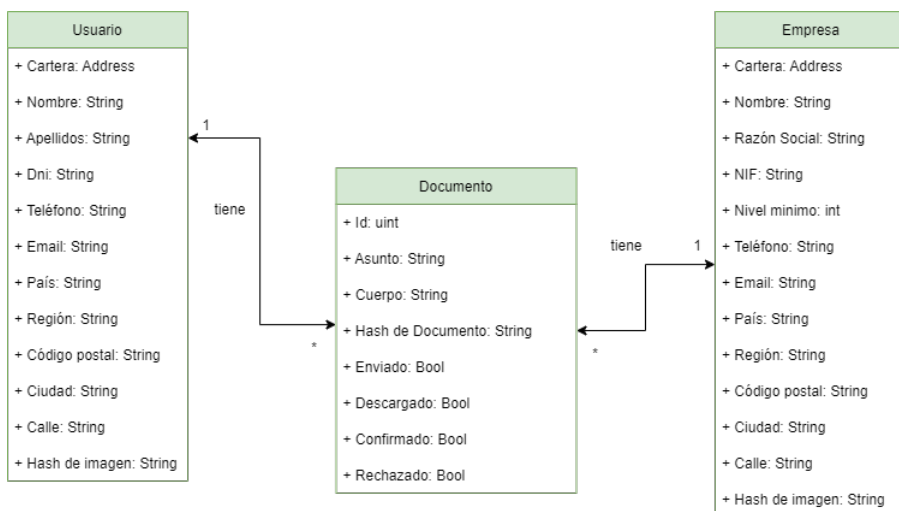 Usuario
+ Cartera: Address
+ Nombre: String
+ Apellidos: String
+ Dni: String
+ Teléfono: String
+ Email: String
+ País: String
+ Región: String
+ Código postal: String
+ Ciudad: String
+ Calle: String
+ Hash de imagen: String
1
tiene
*
Documento
+ Id: uint
+ Asunto: String
+ Cuerpo: String
+ Hash de Documento: String
+ Enviado: Bool
+ Descargado: Bool
+ Confirmado: Bool
+ Rechazado: Bool
tiene
1
*
Empresa
+ Cartera: Address
+ Nombre: String
+ Razón Social: String
+ NIF: String
+ Nivel minimo: int
+ Teléfono: String
+ Email: String
+ País: String
+ Región: String
+ Código postal: String
+ Ciudad: String
+ Calle: String
+ Hash de imagen: String